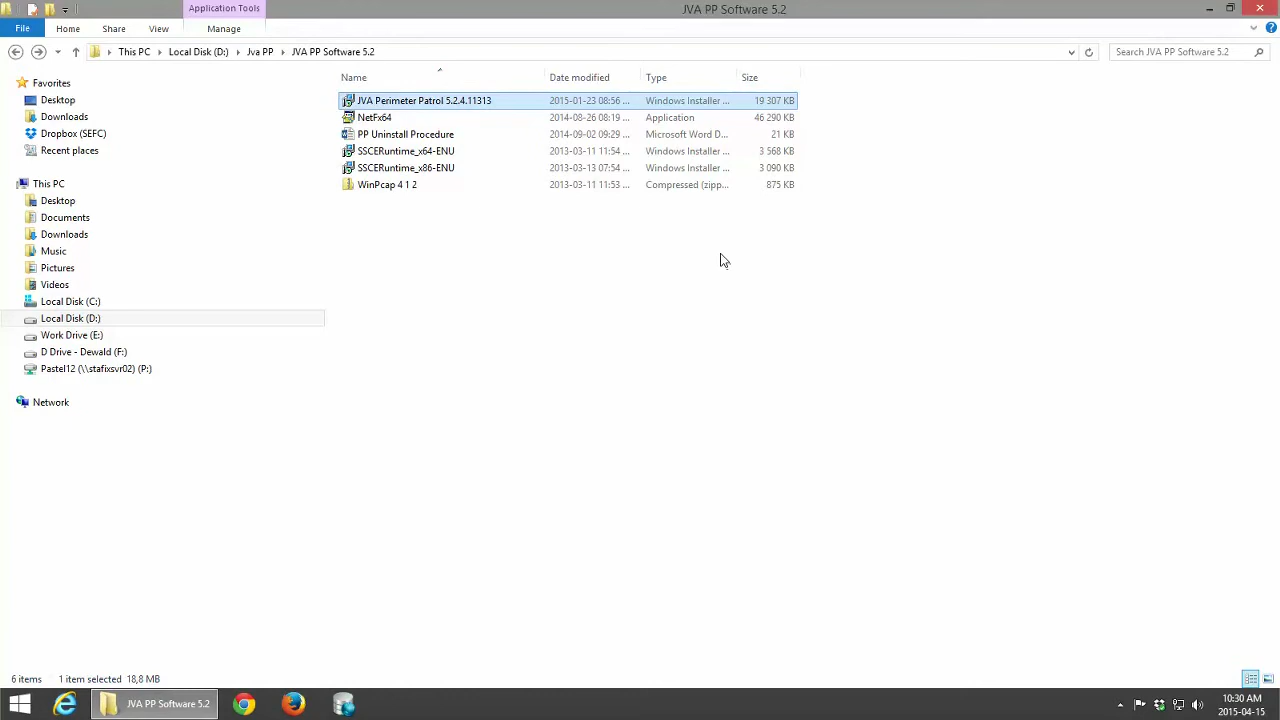 Application Tools
JVA PP Software 5.2
File Home Share View Manage
This PC Local Disk (D:) Jva PP JVA PP Software 5.2
Search JVA PP Software 5.2
Name Date modified Type Size
JVA Perimeter Patrol 5.2.4.11313 2015-01-23 08:56 ... Windows Installer ... 19 307 KB
NetFx64 2014-08-26 08:19 ... Application 46 290 KB
PP Uninstall Procedure 2014-09-02 09:29 ... Microsoft Word D... 21 KB
SSCERuntime_x64-ENU 2013-03-11 11:54 ... Windows Installer ... 3 568 KB
SSCERuntime_x86-ENU 2013-03-13 07:54 ... Windows Installer ... 3 090 KB
WinPcap 4 1 2 2013-03-11 11:53 ... Compressed (zipp... 875 KB
Favorites
Desktop
Downloads
Dropbox (SEFC)
Recent places
This PC
Desktop
Documents
Downloads
Music
Pictures
Videos
Local Disk (C:)
Local Disk (D:)
Work Drive (E:)
D Drive - Dewald (F:)
Pastel12 (\\stafixsvr02) (P:)
Network
6 items 1 item selected 18,8 MB
JVA PP Software 5.2
10:30 AM
2015-04-15